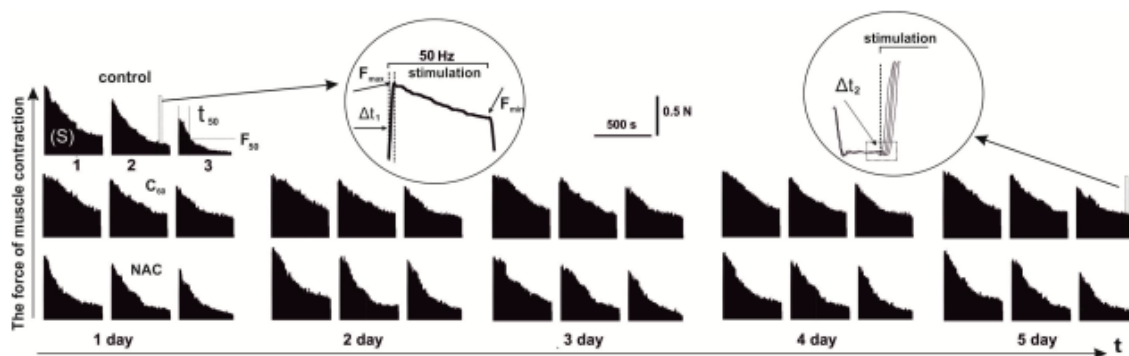 control
50 Hz
stimulation
Fmax
Fmin
Δt1
stimulation
Δt2
t50
F50
(S)
1
2
3
500 s
0.5 N
The force of muscle contraction
C60
NAC
1 day
2 day
3 day
4 day
5 day
t